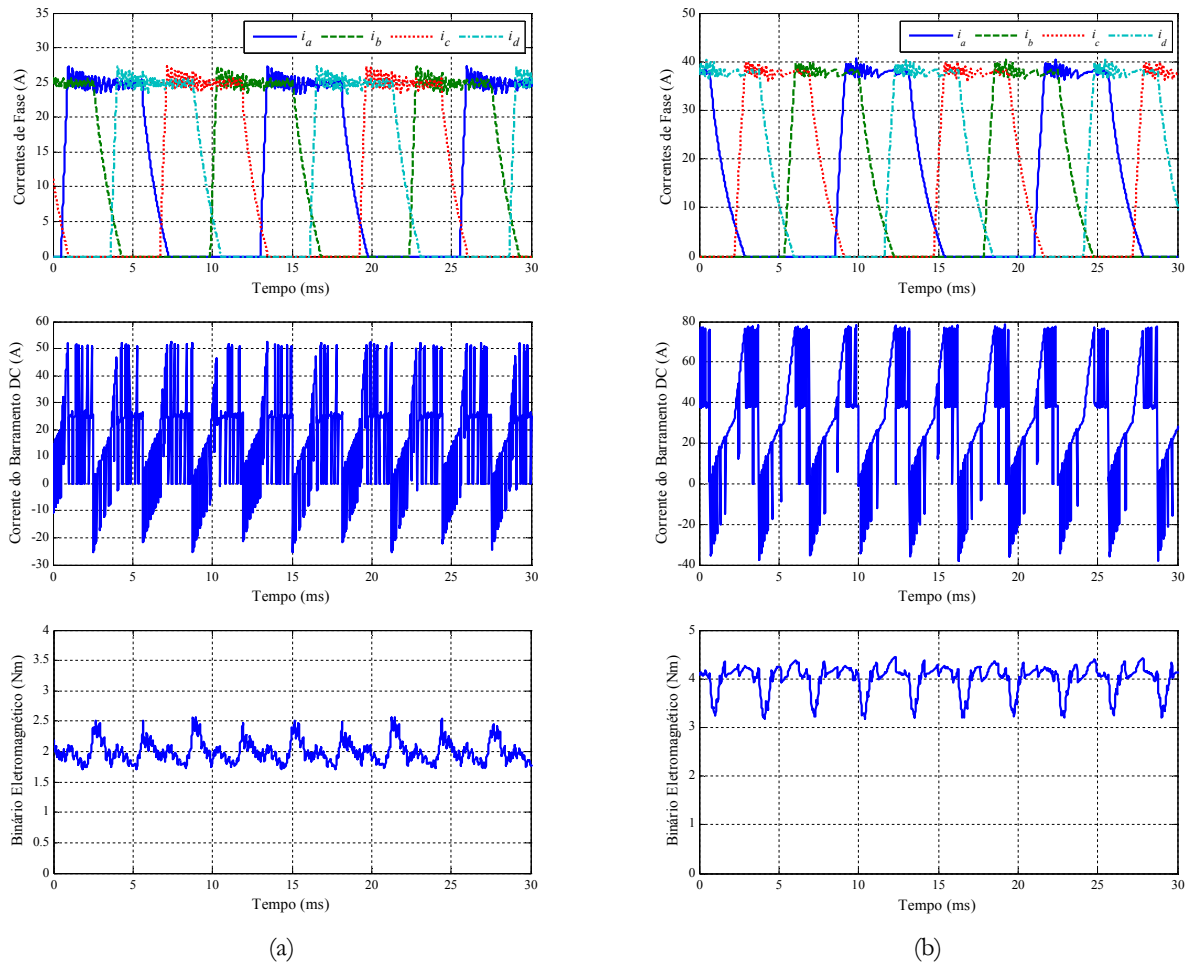 35
30
25
20
15
10
5
0
Correntes de Fase (A)
i_a i_b i_c i_d
0 5 10 15 20 25 30
Tempo (ms)
50
40
30
20
10
0
Correntes de Fase (A)
i_a i_b i_c i_d
0 5 10 15 20 25 30
Tempo (ms)
60
50
40
30
20
10
0
-10
-20
-30
Corrente do Barramento DC (A)
0 5 10 15 20 25 30
Tempo (ms)
80
60
40
20
0
-20
-40
Corrente do Barramento DC (A)
0 5 10 15 20 25 30
Tempo (ms)
4
3.5
3
2.5
2
1.5
1
0.5
0
Binário Eletromagnético (Nm)
0 5 10 15 20 25 30
Tempo (ms)
5
4
3
2
1
0
Binário Eletromagnético (Nm)
0 5 10 15 20 25 30
Tempo (ms)
(a)
(b)